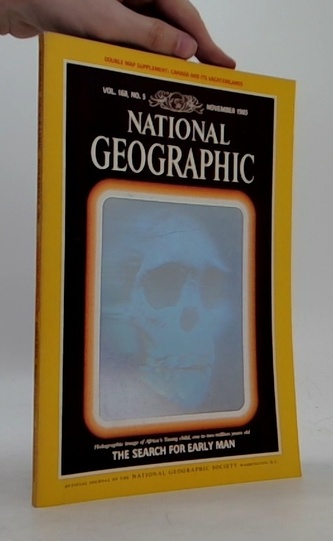 DOUBLE MAP SUPPLEMENT: CANADA AND ITS VACATIONLANDS
VOL. 168, NO. 5
NOVEMBER 1985
NATIONAL
GEOGRAPHIC
Holographic image of Africa's Taung child, one to two million years old
THE SEARCH FOR EARLY MAN
OFFICIAL JOURNAL OF THE NATIONAL GEOGRAPHIC SOCIETY WASHINGTON, D.C.